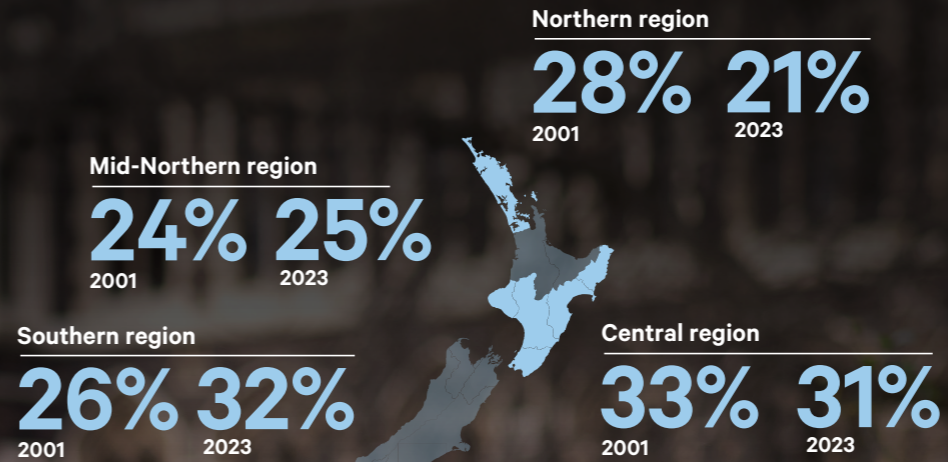 Northern region
28% 21%
2001 2023
Mid-Northern region
24% 25%
2001 2023
Southern region
26% 32%
2001 2023
Central region
33% 31%
2001 2023